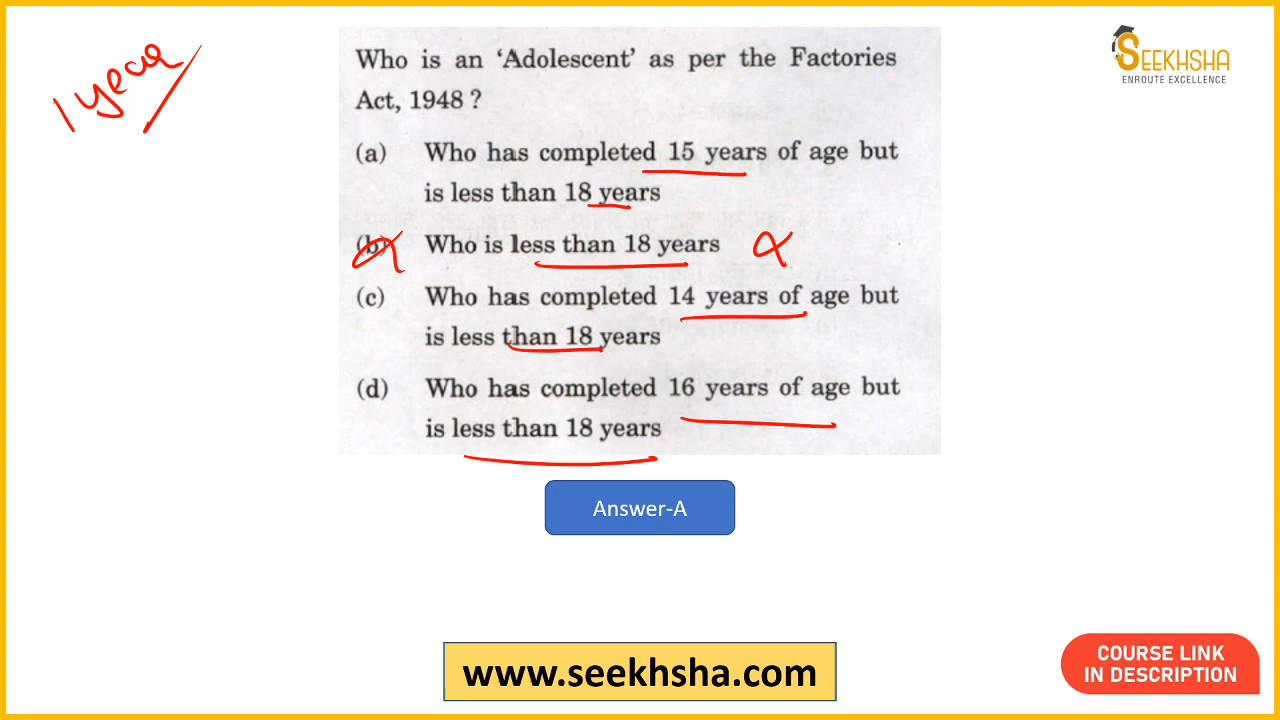 1 year
SEEKHSHA
ENROUTE EXCELLENCE
Who is an ‘Adolescent’ as per the Factories
Act, 1948 ?
(a) Who has completed 15 years of age but
is less than 18 years
(b) Who is less than 18 years
(c) Who has completed 14 years of age but
is less than 18 years
(d) Who has completed 16 years of age but
is less than 18 years
Answer-A
www.seekhsha.com
COURSE LINK
IN DESCRIPTION